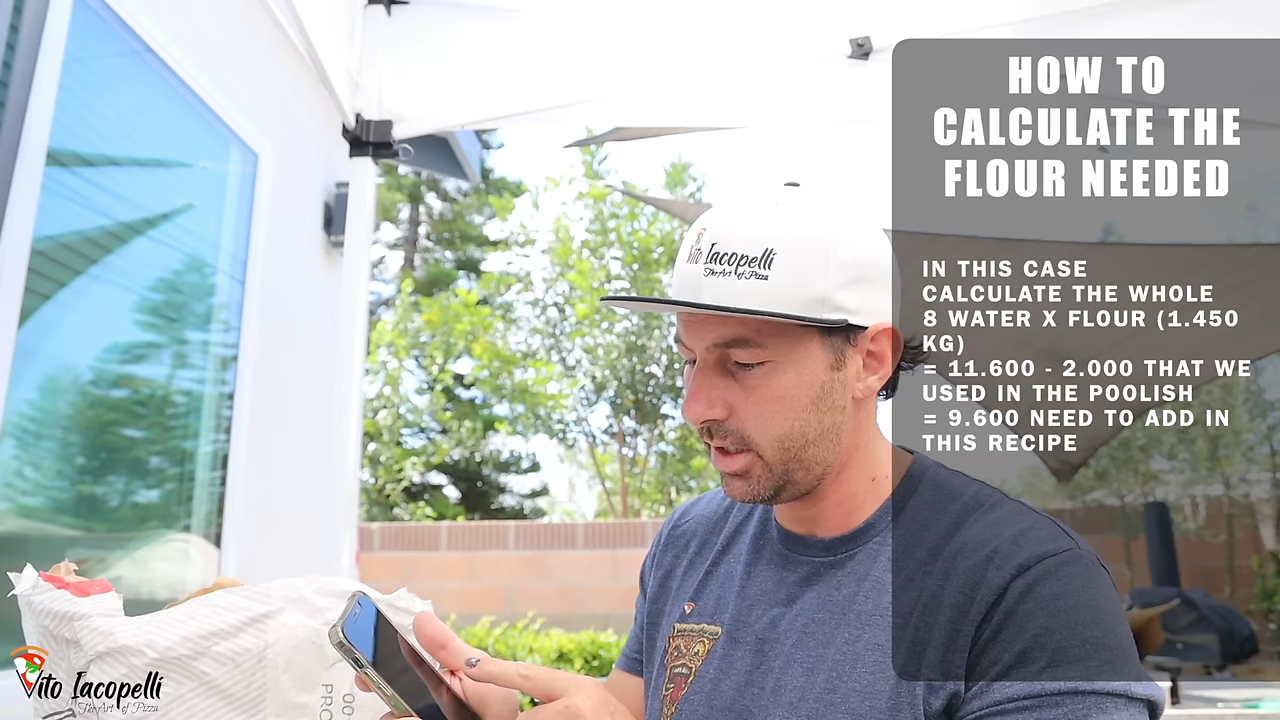 HOW TO
CALCULATE THE
FLOUR NEEDED
IN THIS CASE
CALCULATE THE WHOLE
8 WATER X FLOUR (1.450
KG)
= 11.600 - 2.000 THAT WE
USED IN THE POOLISH
= 9.600 NEED TO ADD IN
THIS RECIPE
Vito Iacopelli
The Art of Pizza
00
PRO
Vito Iacopelli
The Art of Pizza